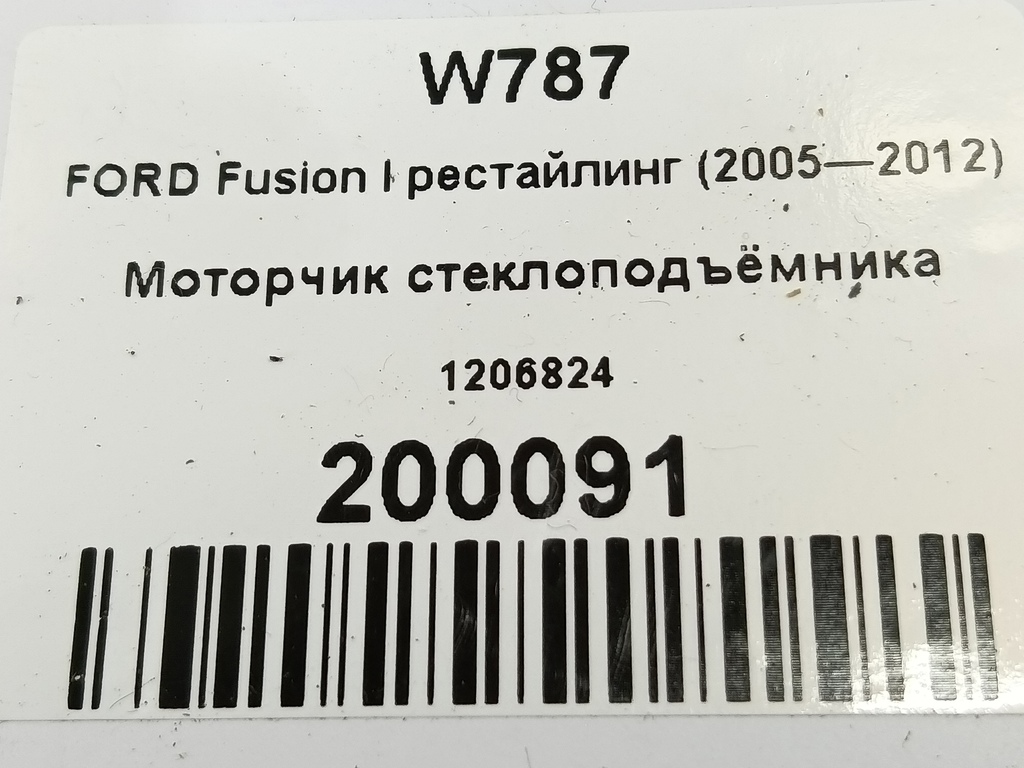 W787
FORD Fusion I рестайлинг (2005—2012)
Моторчик стеклоподъёмника
1206824
200091